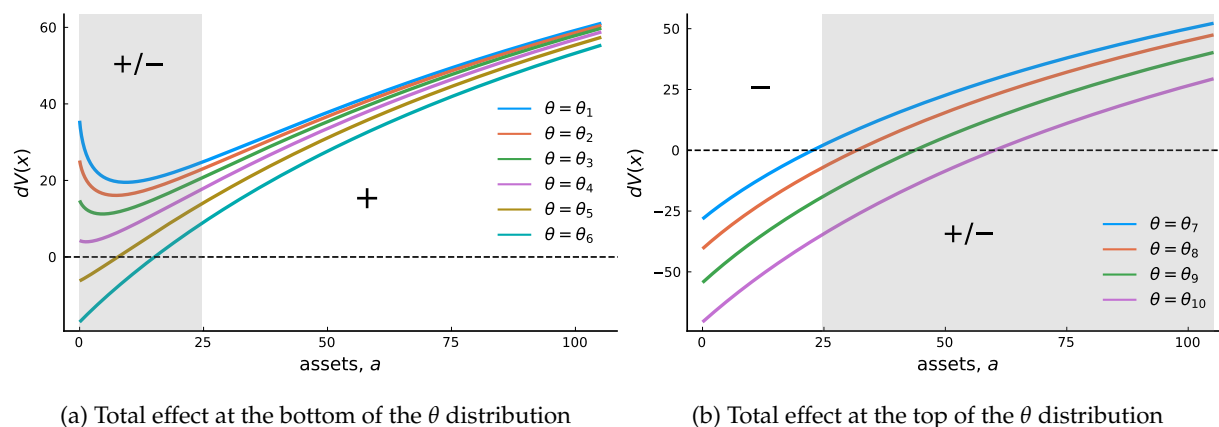 60
40
20
0
dV(x)
+/−
+
θ = θ₁
θ = θ₂
θ = θ₃
θ = θ₄
θ = θ₅
θ = θ₆
0 25 50 75 100
assets, a
(a) Total effect at the bottom of the θ distribution
50
25
0
−25
−50
dV(x)
−
+/−
θ = θ₇
θ = θ₈
θ = θ₉
θ = θ₁₀
0 25 50 75 100
assets, a
(b) Total effect at the top of the θ distribution